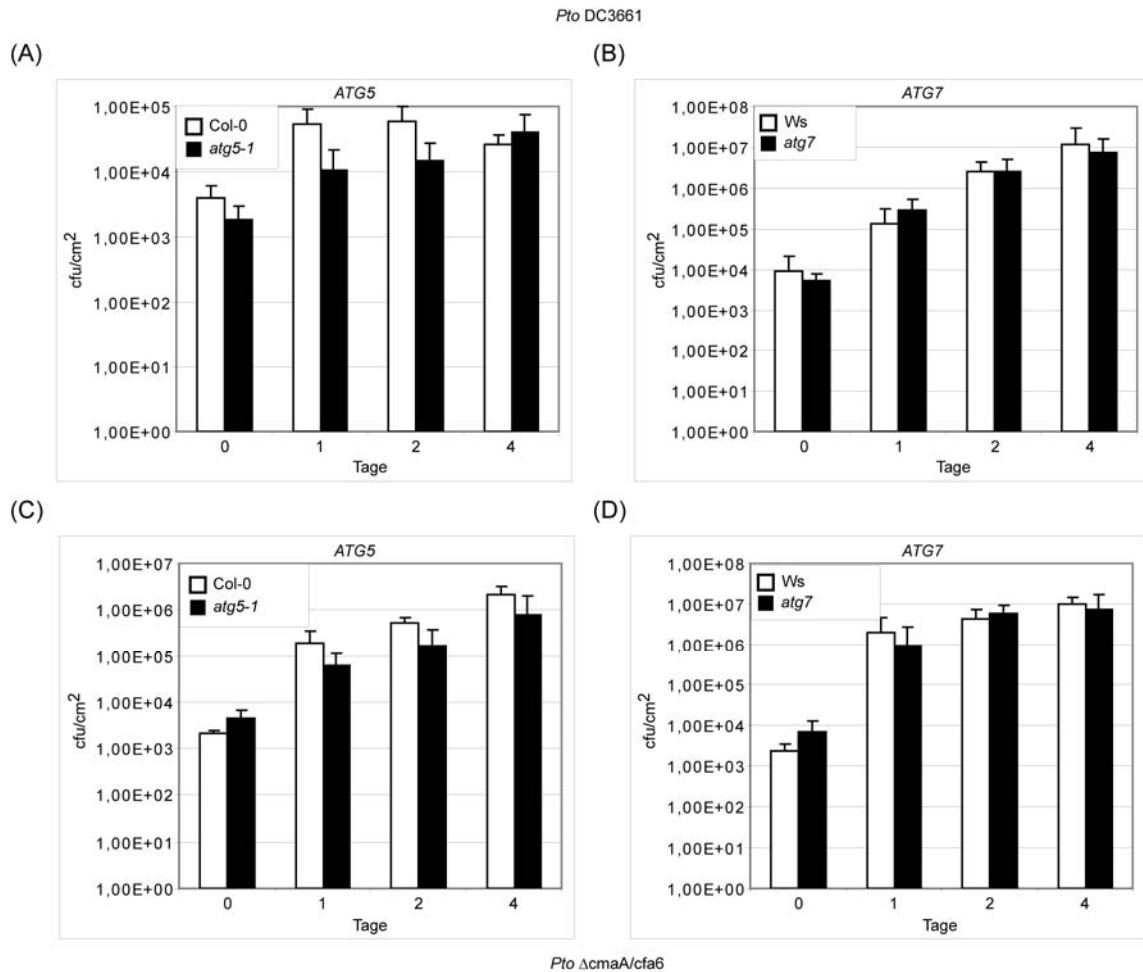 Pto DC3661
(A)
ATG5
Col-0
atg5-1
1,00E+05
1,00E+04
1,00E+03
1,00E+02
1,00E+01
1,00E+00
cfu/cm²
0 1 2 4
Tage
(B)
ATG7
Ws
atg7
1,00E+08
1,00E+07
1,00E+06
1,00E+05
1,00E+04
1,00E+03
1,00E+02
1,00E+01
1,00E+00
cfu/cm²
0 1 2 4
Tage
(C)
ATG5
Col-0
atg5-1
1,00E+07
1,00E+06
1,00E+05
1,00E+04
1,00E+03
1,00E+02
1,00E+01
1,00E+00
cfu/cm²
0 1 2 4
Tage
(D)
ATG7
Ws
atg7
1,00E+08
1,00E+07
1,00E+06
1,00E+05
1,00E+04
1,00E+03
1,00E+02
1,00E+01
1,00E+00
cfu/cm²
0 1 2 4
Tage
Pto ΔcmaA/cfa6